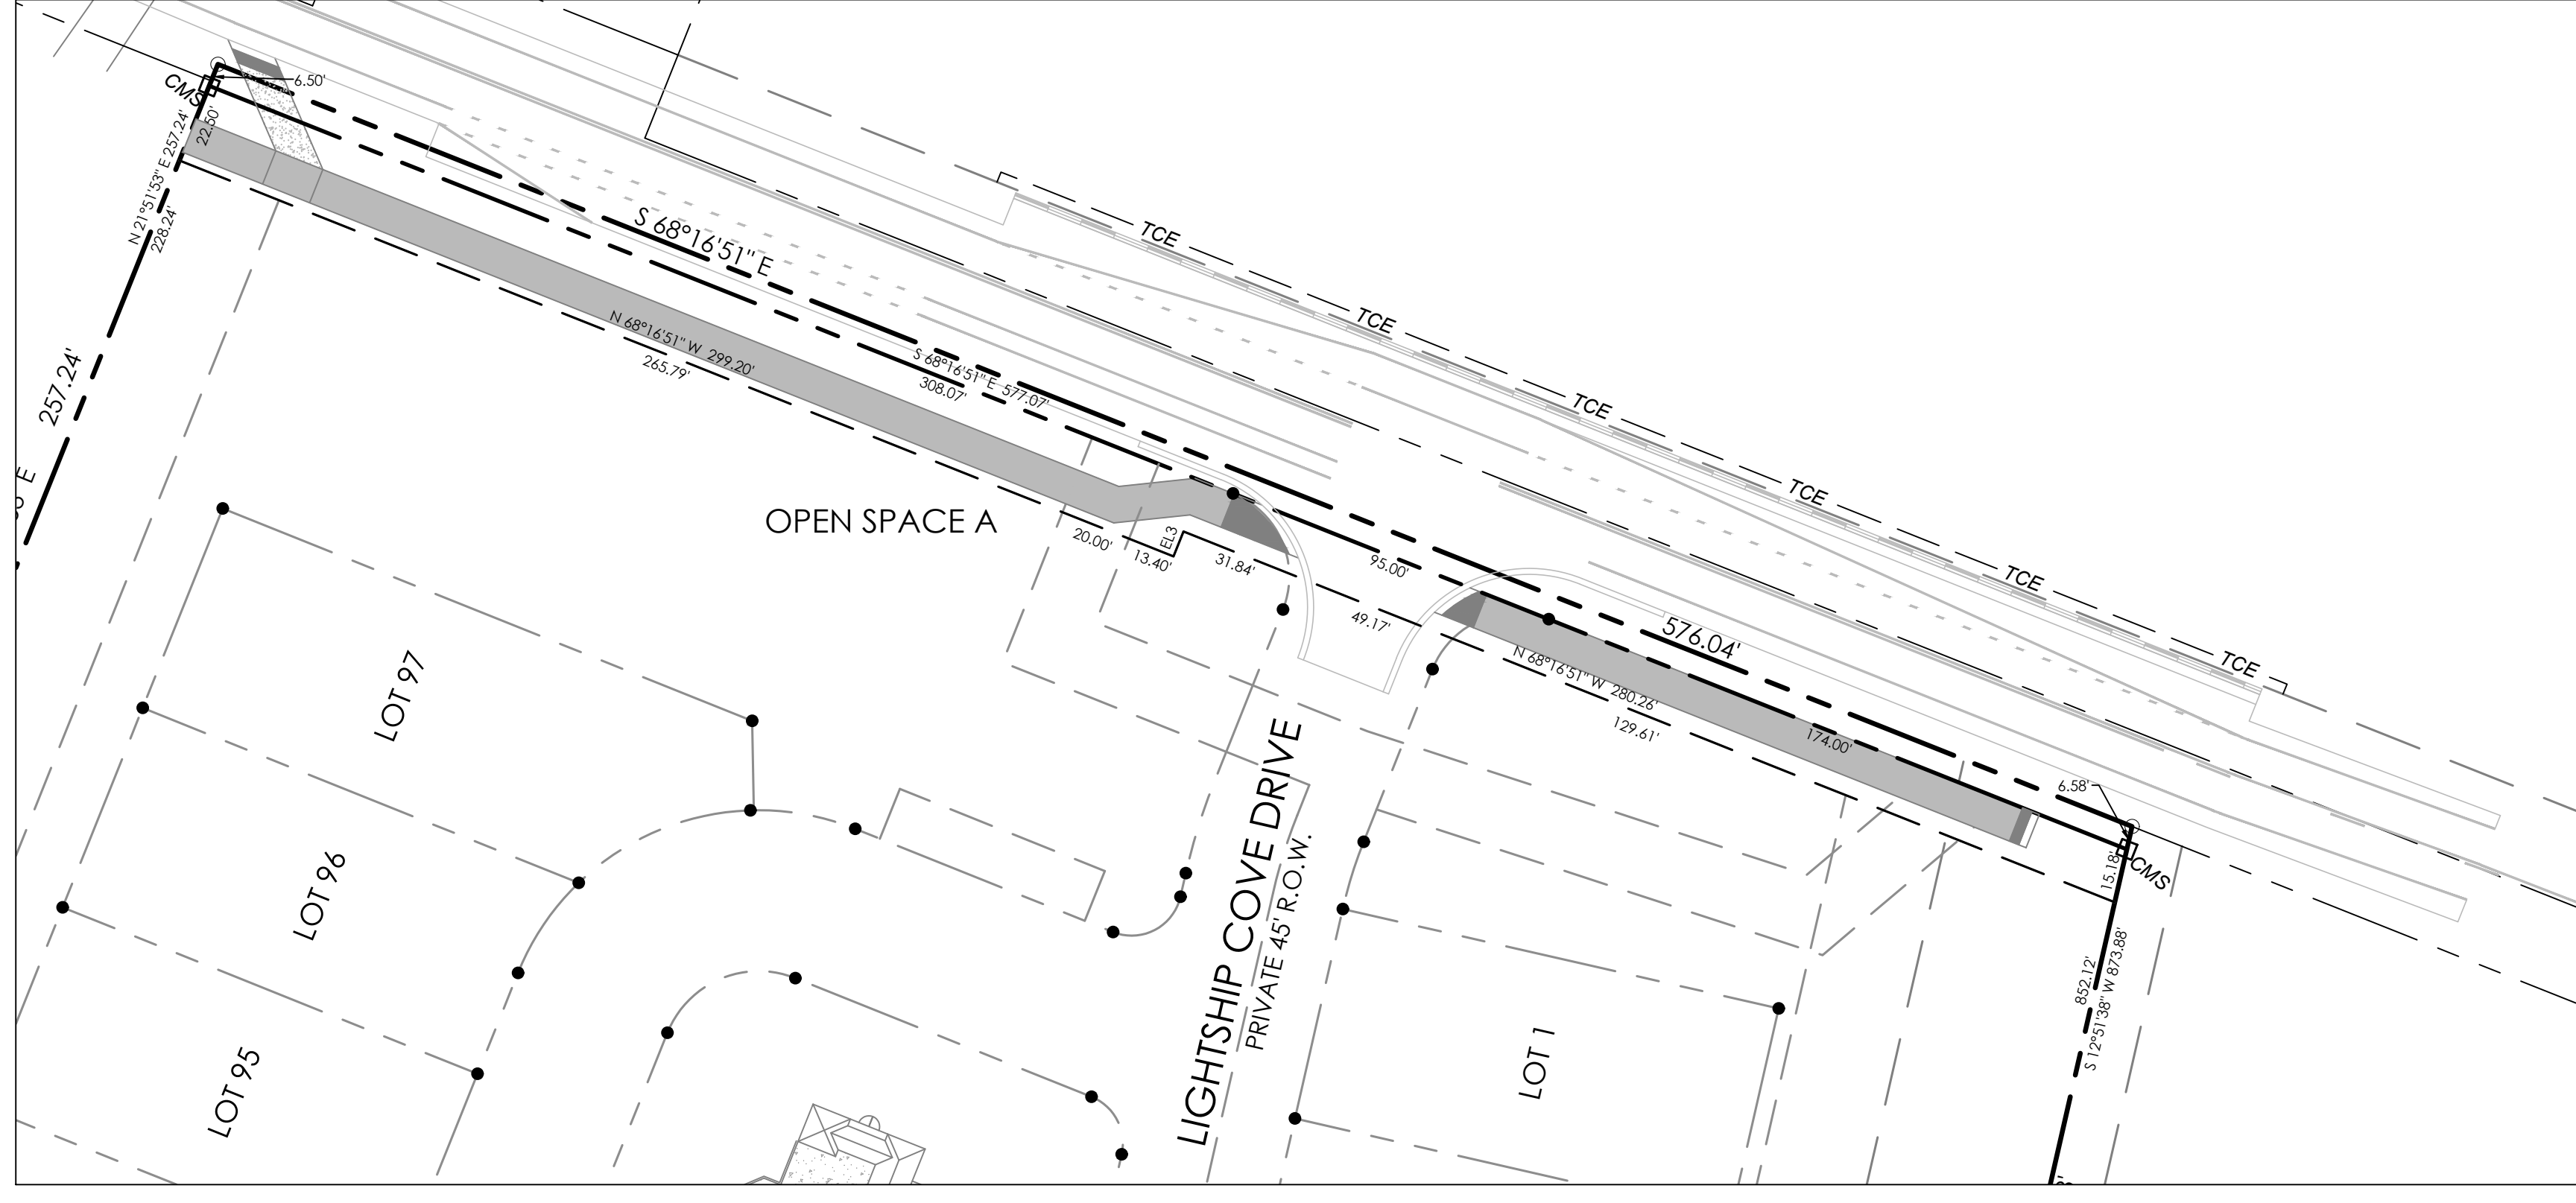 CMS
6.50'
22.50'
N 21°51'53" E 257.24'
228.24'
257.24'
S 68°16'51" E
N 68°16'51" W 299.20'
265.79'
S 68°16'51" E 577.07'
308.07'
TCE
TCE
TCE
TCE
TCE
TCE
OPEN SPACE A
20.00'
13.40'
EL3
31.84'
95.00'
49.17'
576.04'
N 68°16'51" W 280.26'
129.61'
174.00'
6.58'
15.18'
CMS
852.12'
S 12°51'38" W 873.88'
LOT 97
LOT 96
LOT 95
LIGHTSHIP COVE DRIVE
PRIVATE 45' R.O.W.
LOT 1